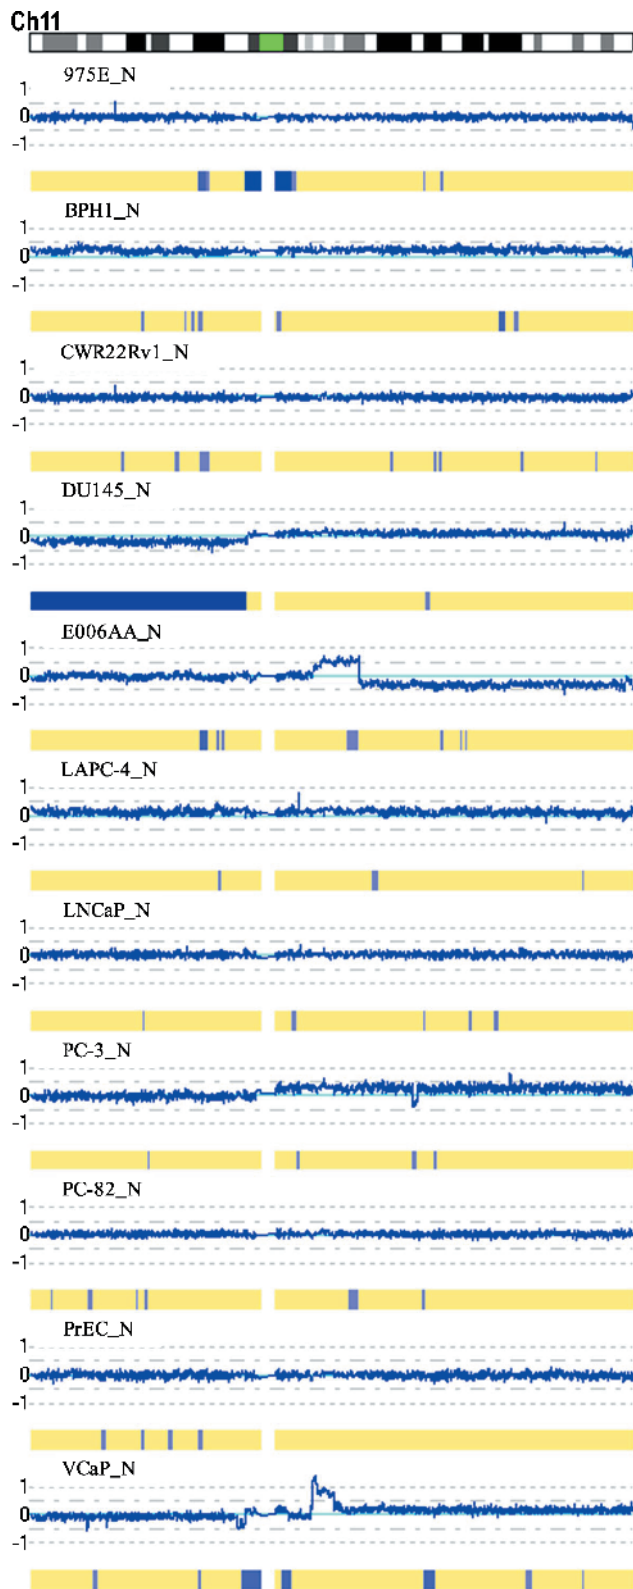 Ch11
975E_N
1
0
-1
BPH1_N
1
0
-1
CWR22Rv1_N
1
0
-1
DU145_N
1
0
-1
E006AA_N
1
0
-1
LAPC-4_N
1
0
-1
LNCaP_N
1
0
-1
PC-3_N
1
0
-1
PC-82_N
1
0
-1
PrEC_N
1
0
-1
VCaP_N
1
0
-1